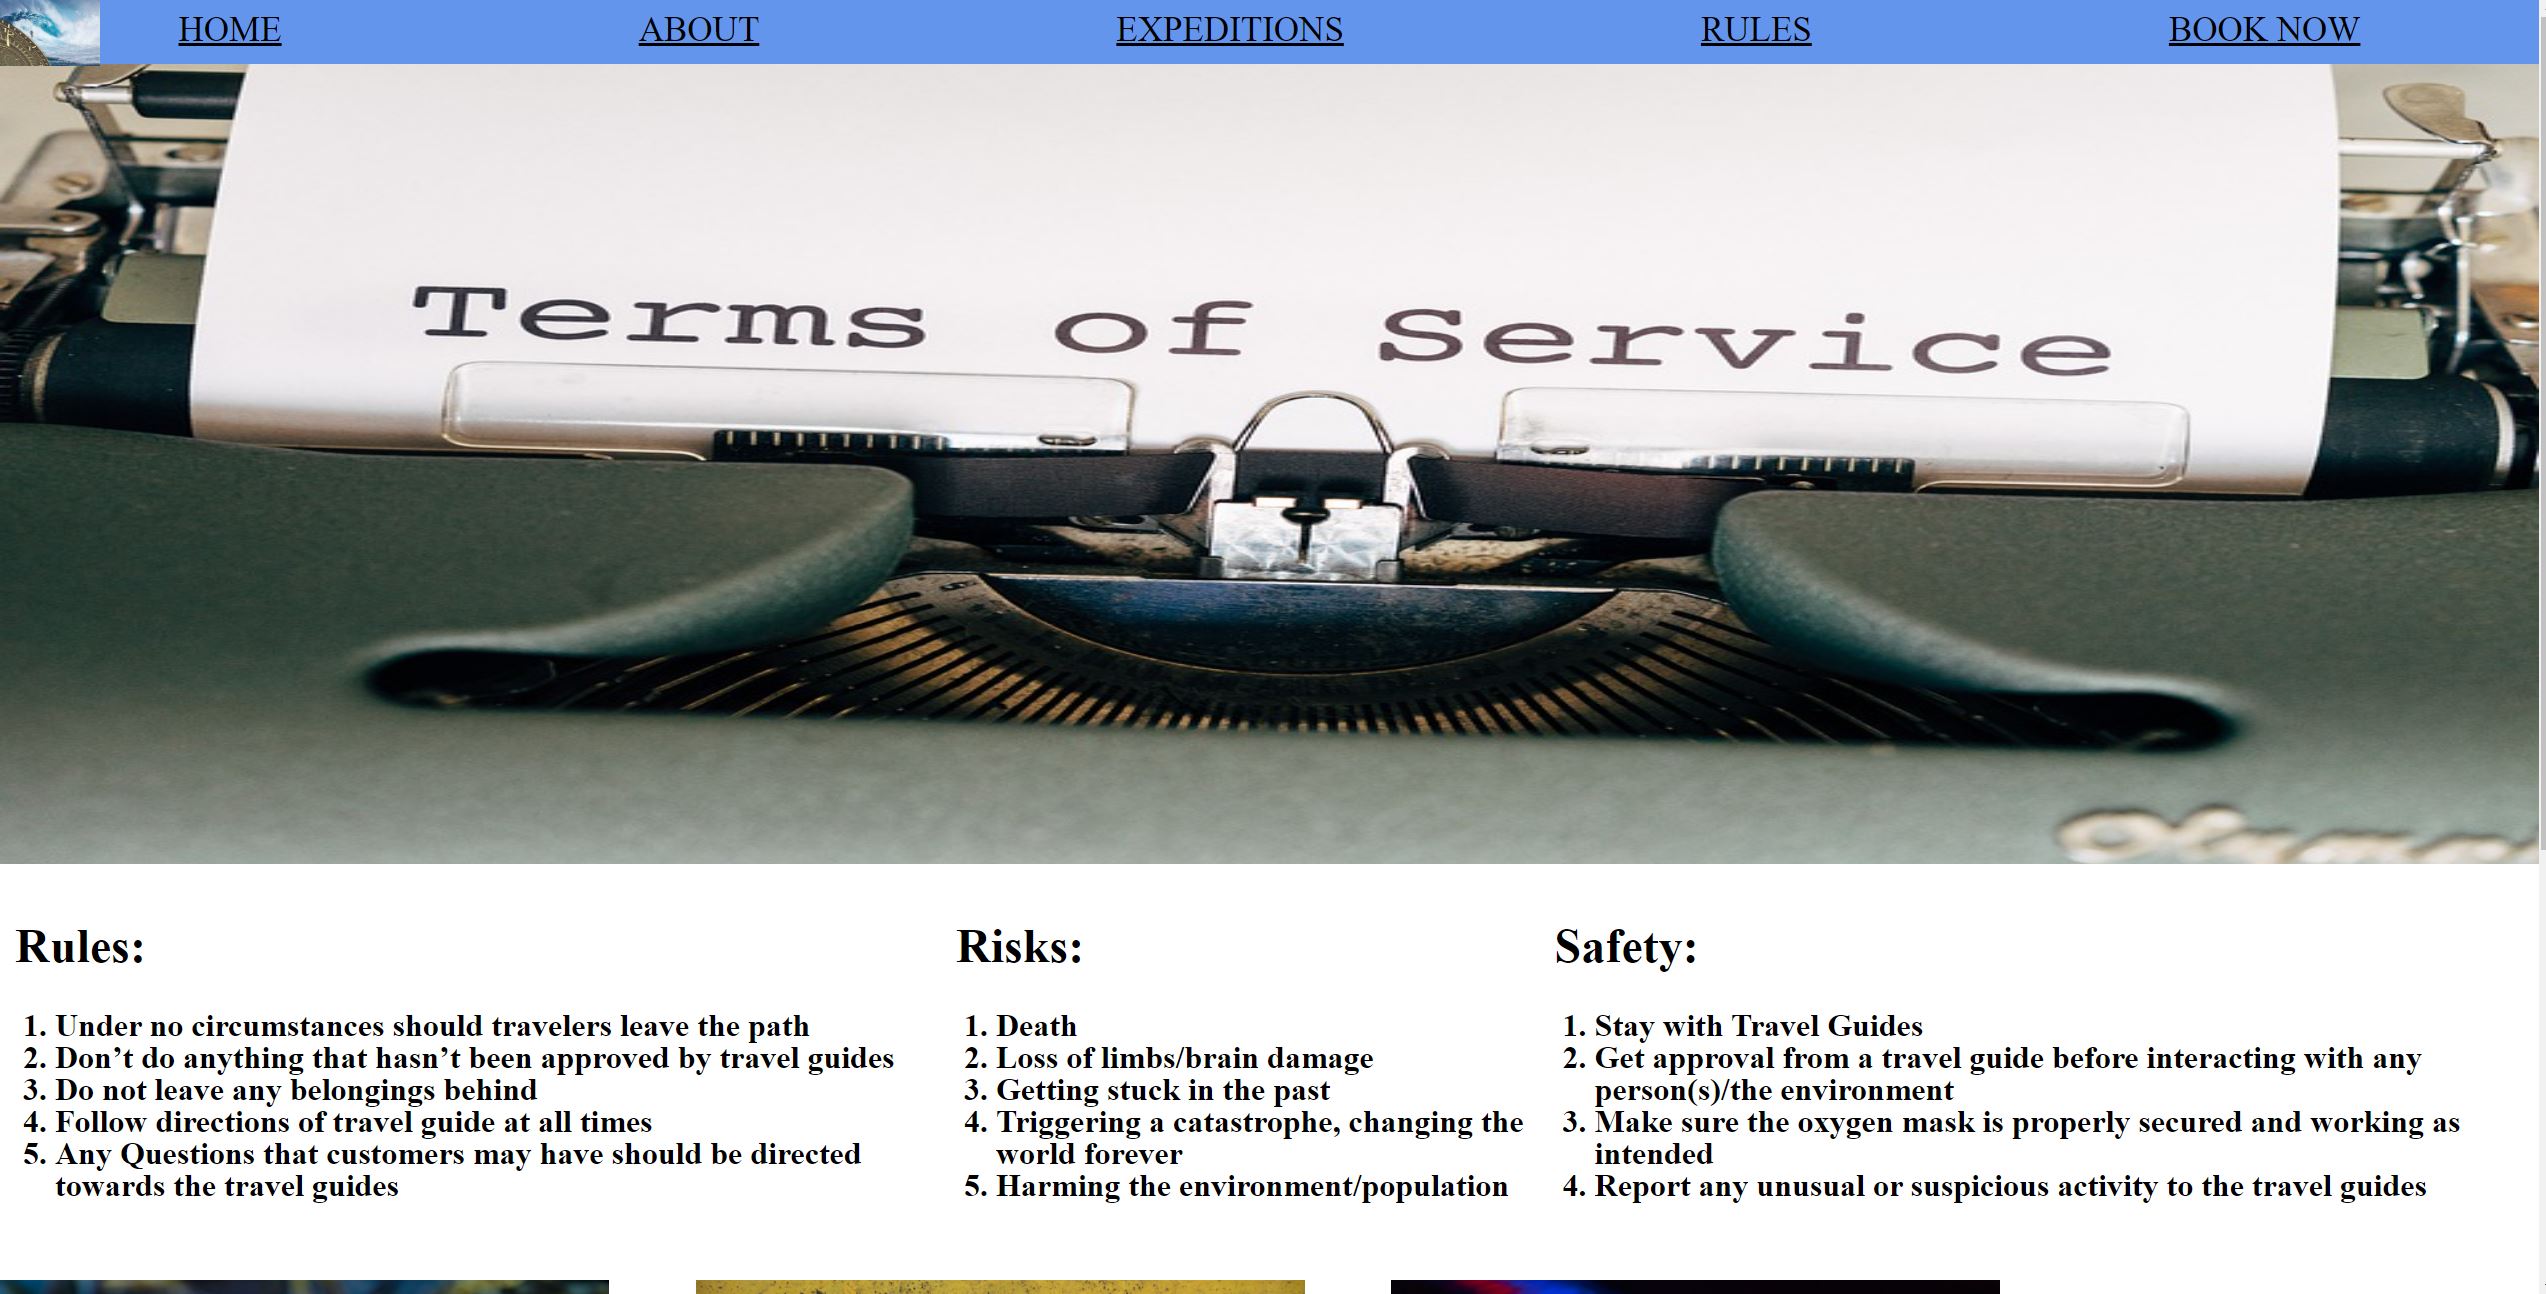 HOME ABOUT EXPEDITIONS RULES BOOK NOW
Terms of Service
Rules:
1. Under no circumstances should travelers leave the path
2. Don’t do anything that hasn’t been approved by travel guides
3. Do not leave any belongings behind
4. Follow directions of travel guide at all times
5. Any Questions that customers may have should be directed
towards the travel guides
Risks:
1. Death
2. Loss of limbs/brain damage
3. Getting stuck in the past
4. Triggering a catastrophe, changing the
world forever
5. Harming the environment/population
Safety:
1. Stay with Travel Guides
2. Get approval from a travel guide before interacting with any
person(s)/the environment
3. Make sure the oxygen mask is properly secured and working as
intended
4. Report any unusual or suspicious activity to the travel guides